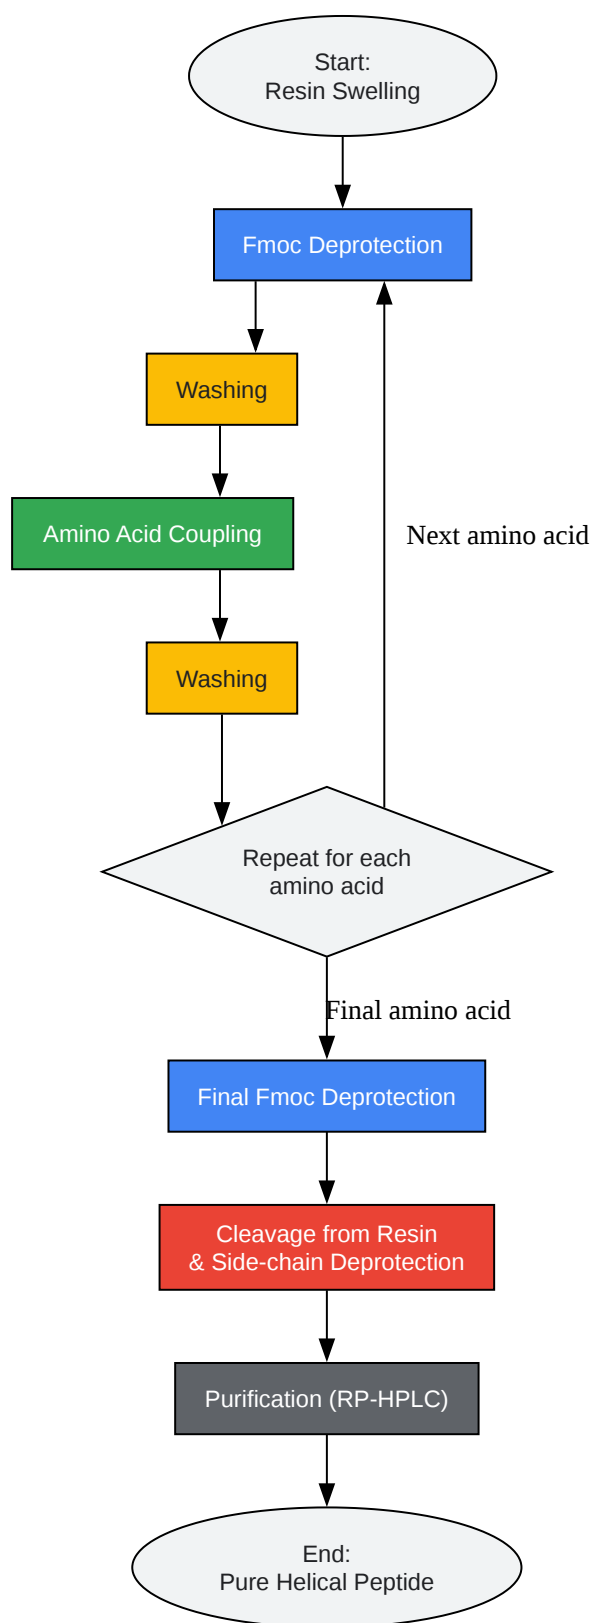 Start:
Resin Swelling
Fmoc Deprotection
Washing
Amino Acid Coupling
Next amino acid
Washing
Repeat for each
amino acid
Final amino acid
Final Fmoc Deprotection
Cleavage from Resin
& Side-chain Deprotection
Purification (RP-HPLC)
End:
Pure Helical Peptide